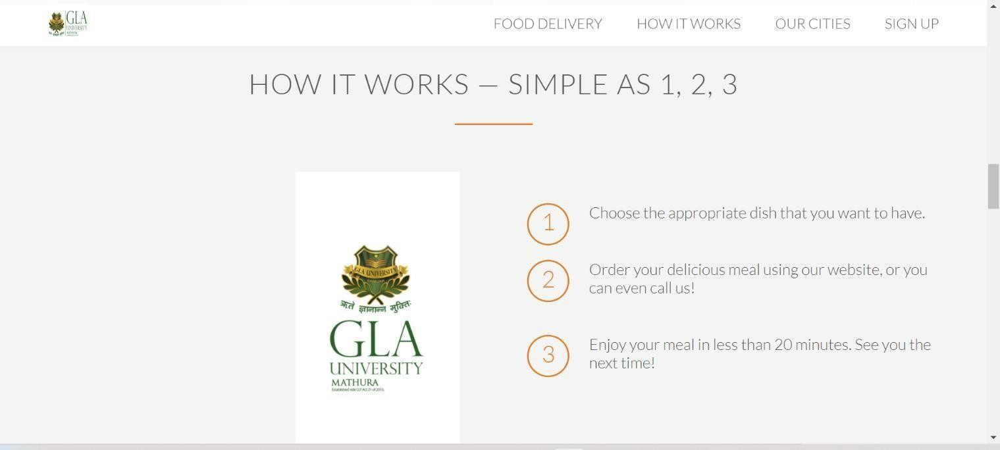 GLA
UNIVERSITY
FOOD DELIVERY
HOW IT WORKS
OUR CITIES
SIGN UP
HOW IT WORKS — SIMPLE AS 1, 2, 3
GLA UNIVERSITY
ऋते ज्ञानान्न मुक्तिः
GLA
UNIVERSITY
MATHURA
Established vide U.P. Act 21 of 2010.
1
Choose the appropriate dish that you want to have.
2
Order your delicious meal using our website, or you
can even call us!
3
Enjoy your meal in less than 20 minutes. See you the
next time!